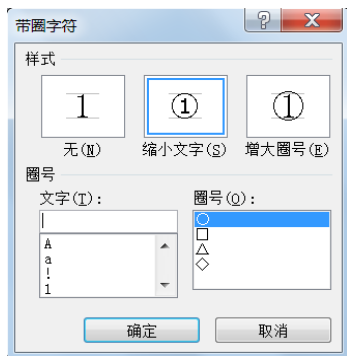 带圈字符
样式
1 ① ①
无(N) 缩小文字(S) 增大圈号(E)
圈号
文字(T): 圈号(O):
A ○
a □
! △
1 ◇
确定 取消